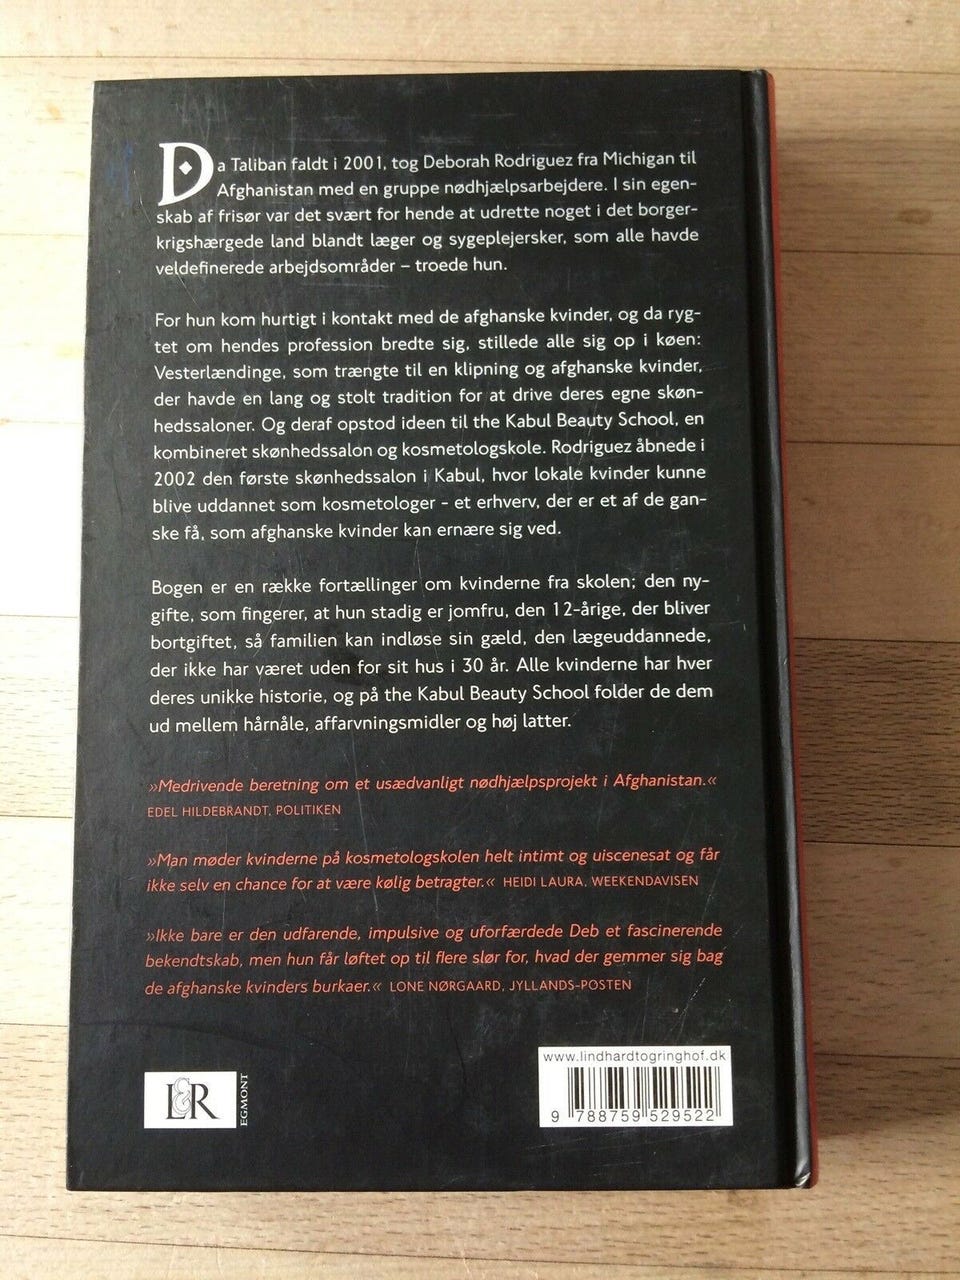 Da Taliban faldt i 2001, tog Deborah Rodriguez fra Michigan til
Afghanistan med en gruppe nødhjælpsarbejdere. I sin egen-
skab af frisør var det svært for hende at udrette noget i det borger-
krigshærgede land blandt læger og sygeplejersker, som alle havde
veldefinerede arbejdsområder – troede hun.
For hun kom hurtigt i kontakt med de afghanske kvinder, og da ryg-
tet om hendes profession bredte sig, stillede alle sig op i køen:
Vesterlændinge, som trængte til en klipning og afghanske kvinder,
der havde en lang og stolt tradition for at drive deres egne skøn-
hedssaloner. Og deraf opstod ideen til the Kabul Beauty School, en
kombineret skønhedssalon og kosmetologskole. Rodriguez åbnede i
2002 den første skønhedssalon i Kabul, hvor lokale kvinder kunne
blive uddannet som kosmetologer – et erhverv, der er et af de gan-
ske få, som afghanske kvinder kan ernære sig ved.
Bogen er en række fortællinger om kvinderne fra skolen; den ny-
gifte, som fingerer, at hun stadig er jomfru, den 12-årige, der bliver
bortgiftet, så familien kan indløse sin gæld, den lægeuddannede,
der ikke har været uden for sit hus i 30 år. Alle kvinderne har hver
deres unikke historie, og på the Kabul Beauty School folder de dem
ud mellem hårnåle, affarvningsmidler og høj latter.
»Medrivende beretning om et usædvanligt nødhjælpsprojekt i Afghanistan.«
EDEL HILDEBRANDT, POLITIKEN
»Man møder kvinderne på kosmetologskolen helt intimt og uiscenesat og får
ikke selv en chance for at være kølig betragter.« HEIDI LAURA, WEEKENDAVISEN
»Ikke bare er den udfarende, impulsive og uforfærdede Deb et fascinerende
bekendtskab, men hun får løftet op til flere slør for, hvad der gemmer sig bag
de afghanske kvinders burkaer.« LONE NØRGAARD, JYLLANDS-POSTEN
www.lindhardtogringhof.dk
L&R
EGMONT
9 788759 529522